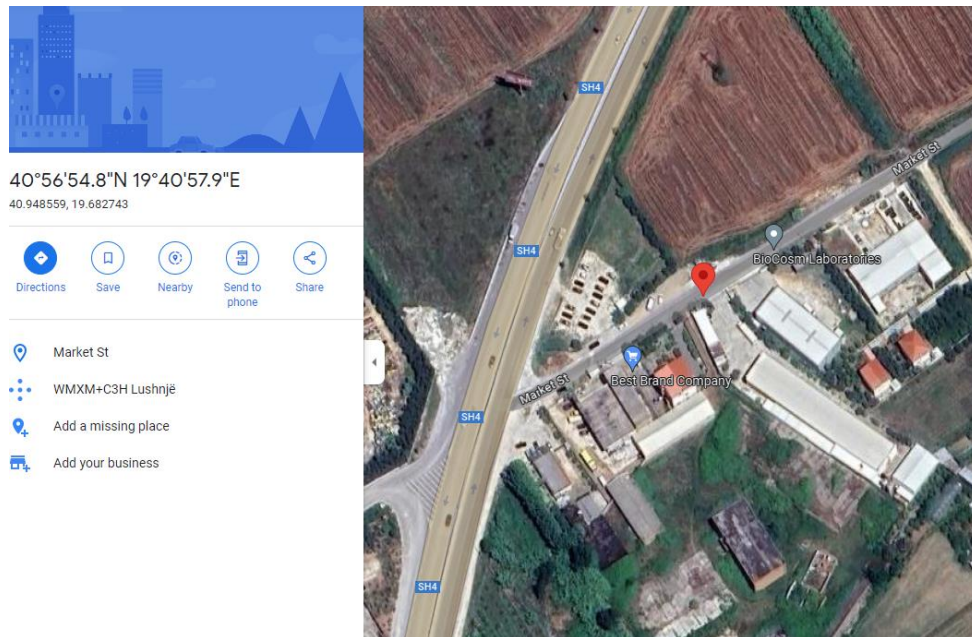 40°56'54.8"N 19°40'57.9"E
40.948559, 19.682743
Directions
Save
Nearby
Send to
phone
Share
Market St
WMXM+C3H Lushnjë
Add a missing place
Add your business
SH4
Market St
BioCosm Laboratories
SH4
Best Brand Company
Market St
SH4
SH4